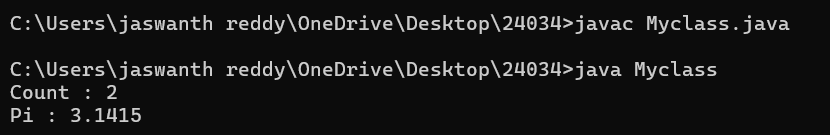 C:\Users\jaswanth reddy\OneDrive\Desktop\24034>javac Myclass.java
C:\Users\jaswanth reddy\OneDrive\Desktop\24034>java Myclass
Count : 2
Pi : 3.1415